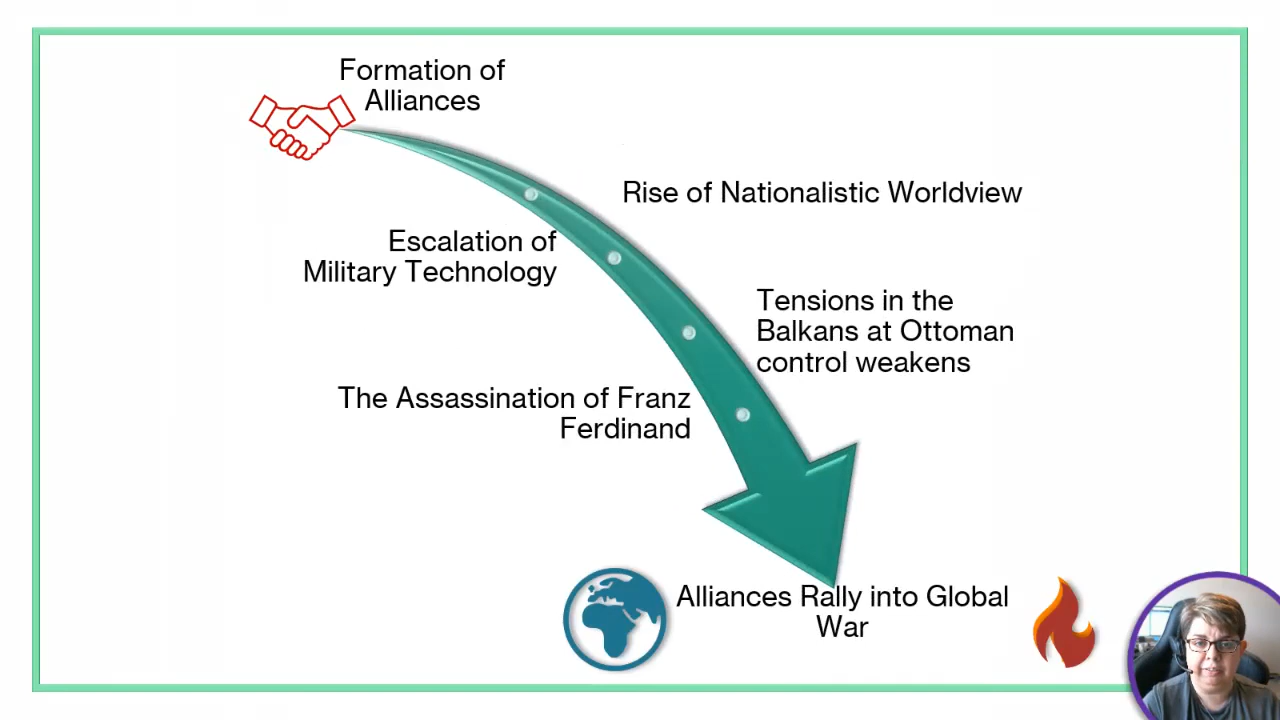 Formation of
Alliances
Rise of Nationalistic Worldview
Escalation of
Military Technology
Tensions in the
Balkans at Ottoman
control weakens
The Assassination of Franz
Ferdinand
Alliances Rally into Global
War